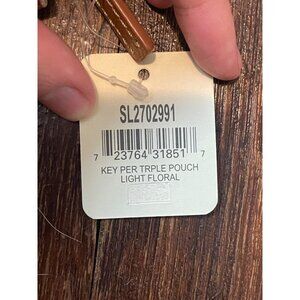 SL2702991
7 23764 31851 7
KEY PER TRPLE POUCH
LIGHT FLORAL